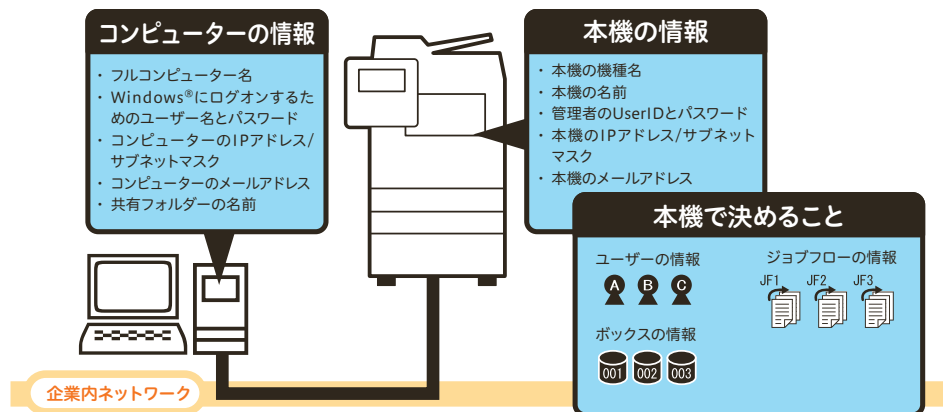 コンピューターの情報
・ フルコンピューター名
・ Windows®にログオンするた
めのユーザー名とパスワード
・ コンピューターのIPアドレス/
サブネットマスク
・ コンピューターのメールアドレス
・ 共有フォルダーの名前
本機の情報
・ 本機の機種名
・ 本機の名前
・ 管理者のUserIDとパスワード
・ 本機のIPアドレス/サブネット
マスク
・ 本機のメールアドレス
本機で決めること
ユーザーの情報
A B C
ジョブフローの情報
JF1 JF2 JF3
ボックスの情報
001 002 003
企業内ネットワーク